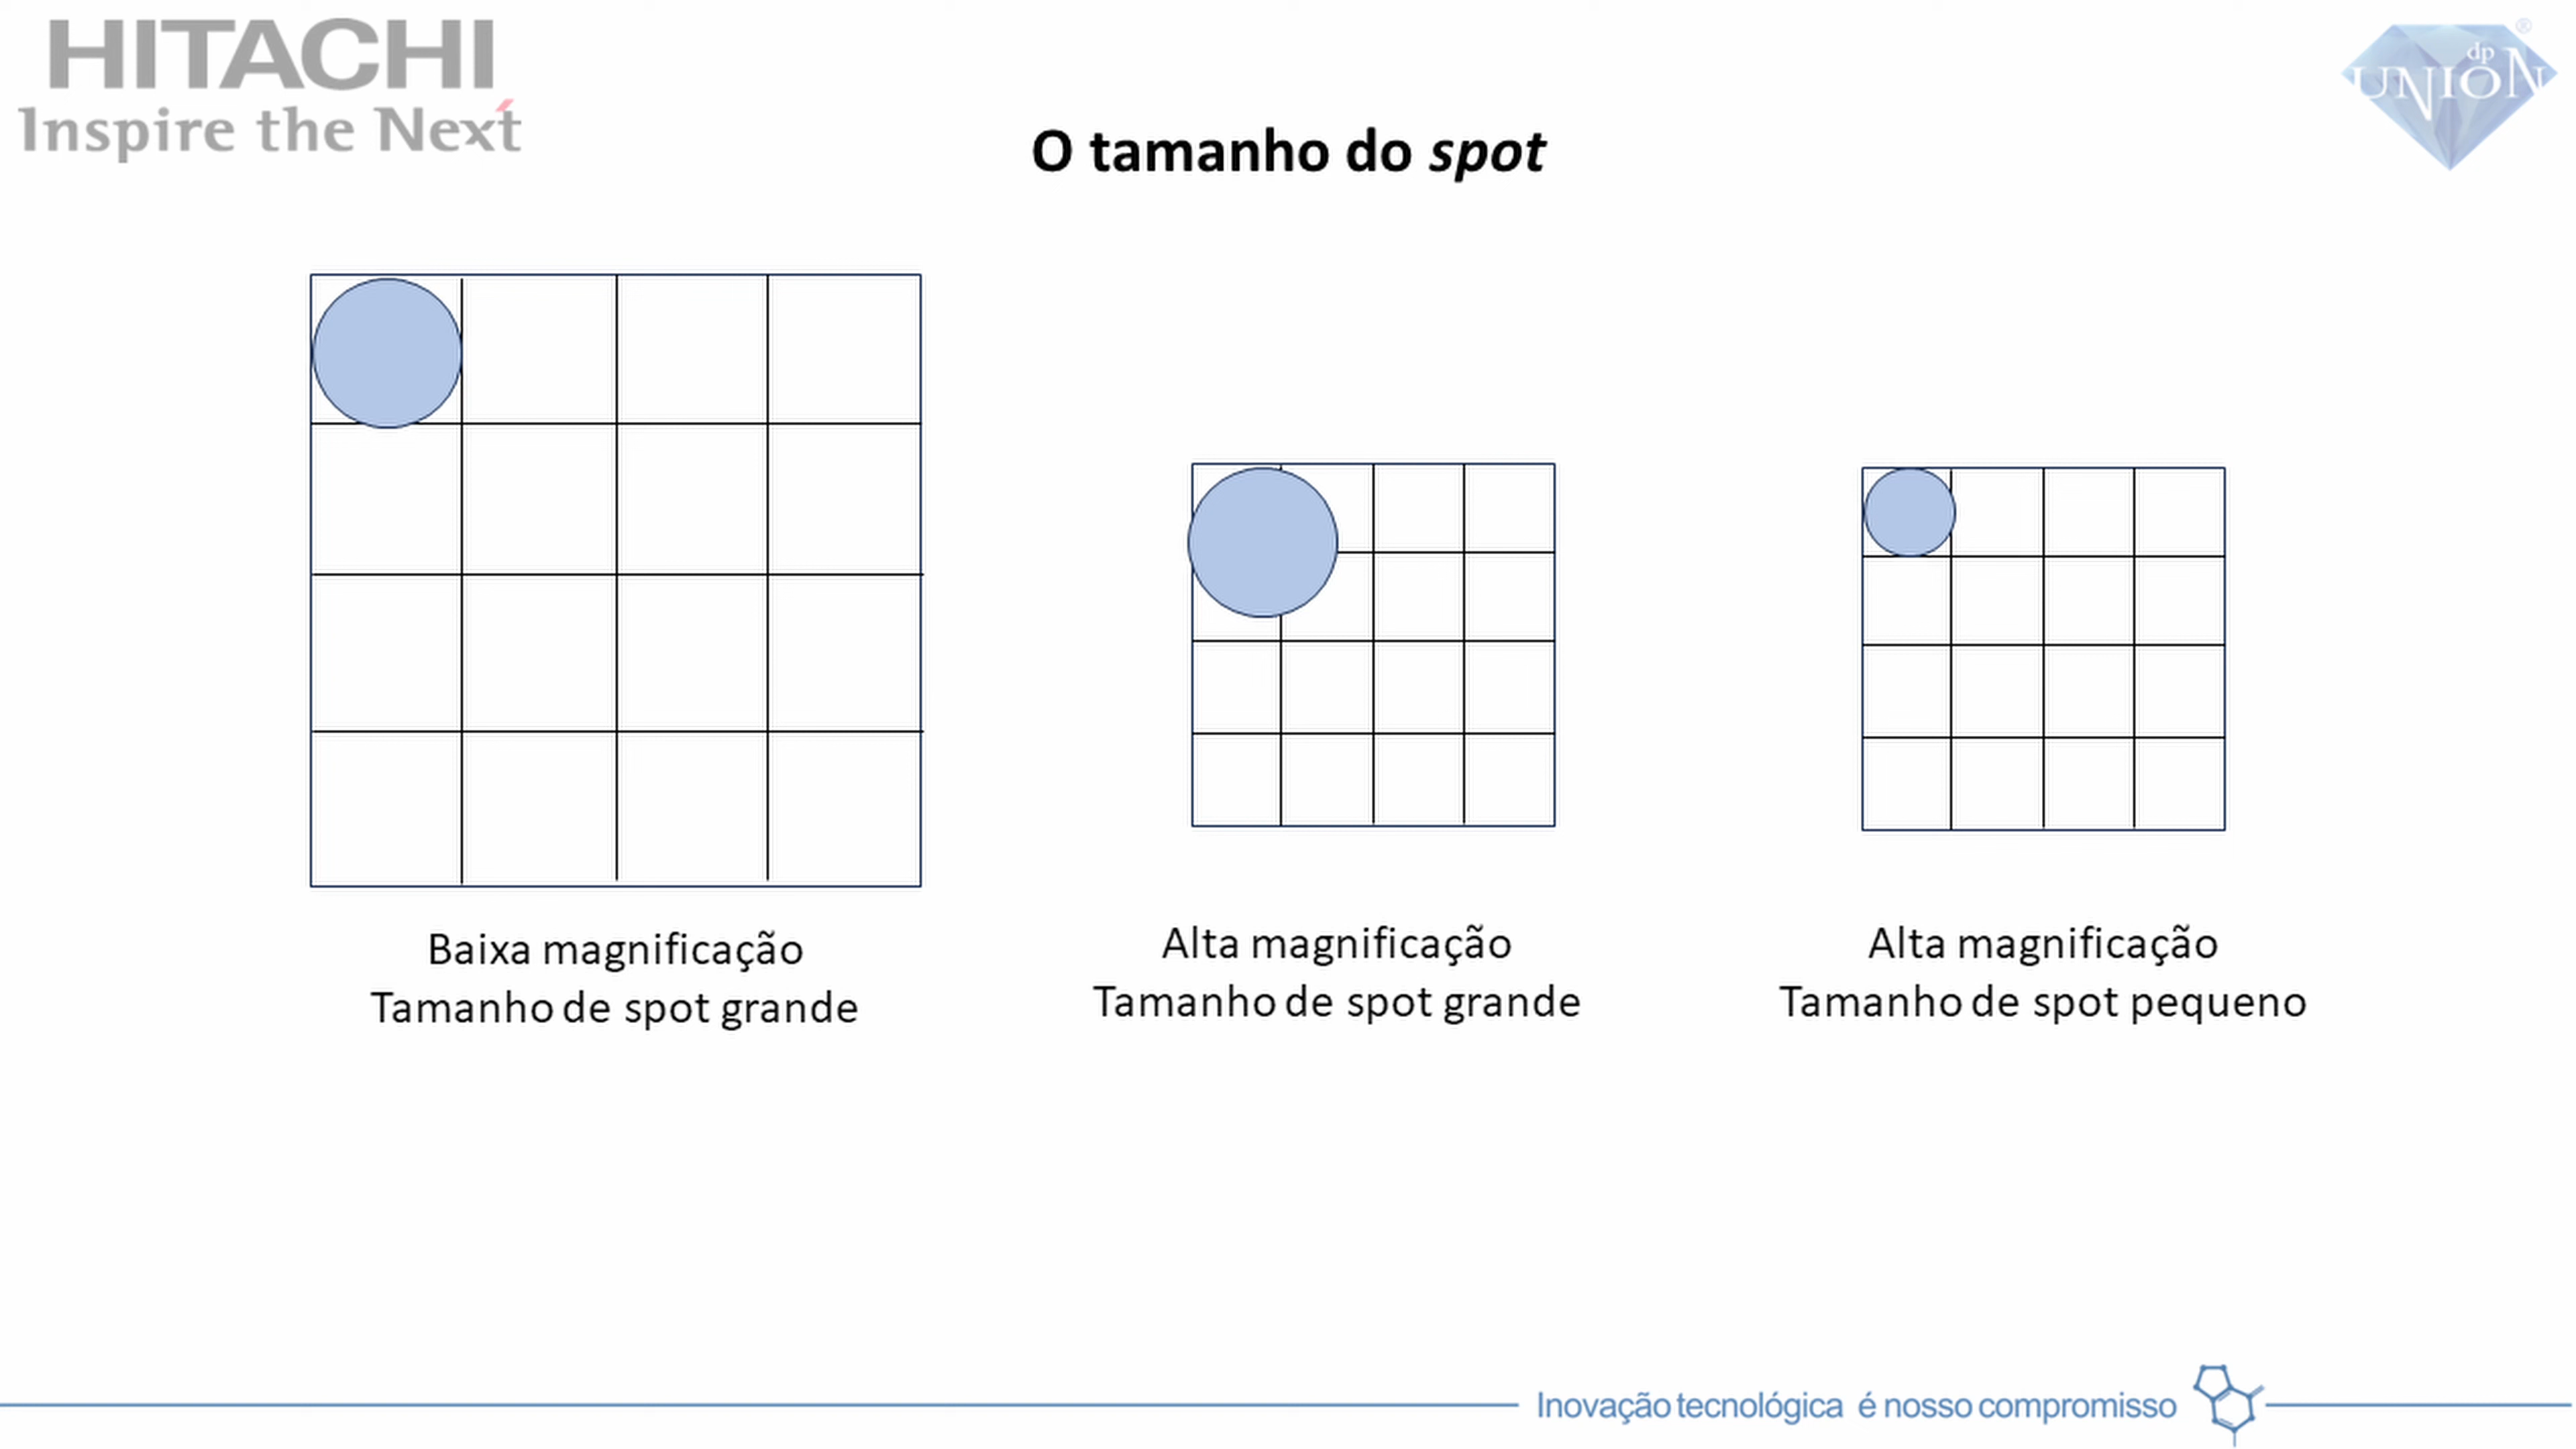 HITACHI
Inspire the Next
dp
UNION
®
O tamanho do spot
Baixa magnificação
Tamanho de spot grande
Alta magnificação
Tamanho de spot grande
Alta magnificação
Tamanho de spot pequeno
Inovação tecnológica é nosso compromisso